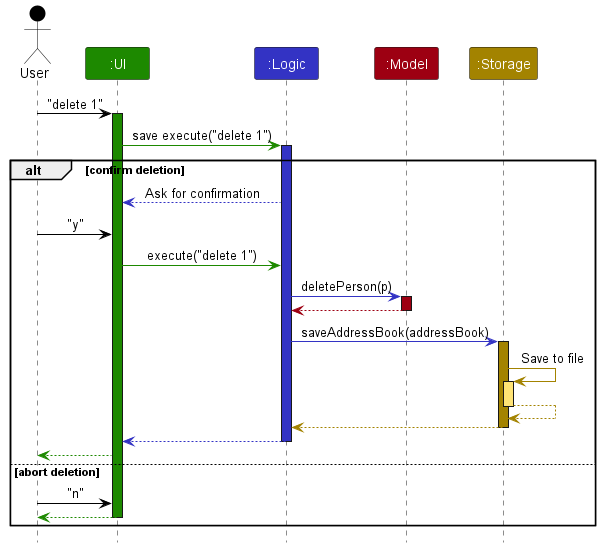 User
:UI
:Logic
:Model
:Storage
"delete 1"
save execute("delete 1")
alt
[confirm deletion]
Ask for confirmation
"y"
execute("delete 1")
deletePerson(p)
saveAddressBook(addressBook)
Save to file
[abort deletion]
"n"